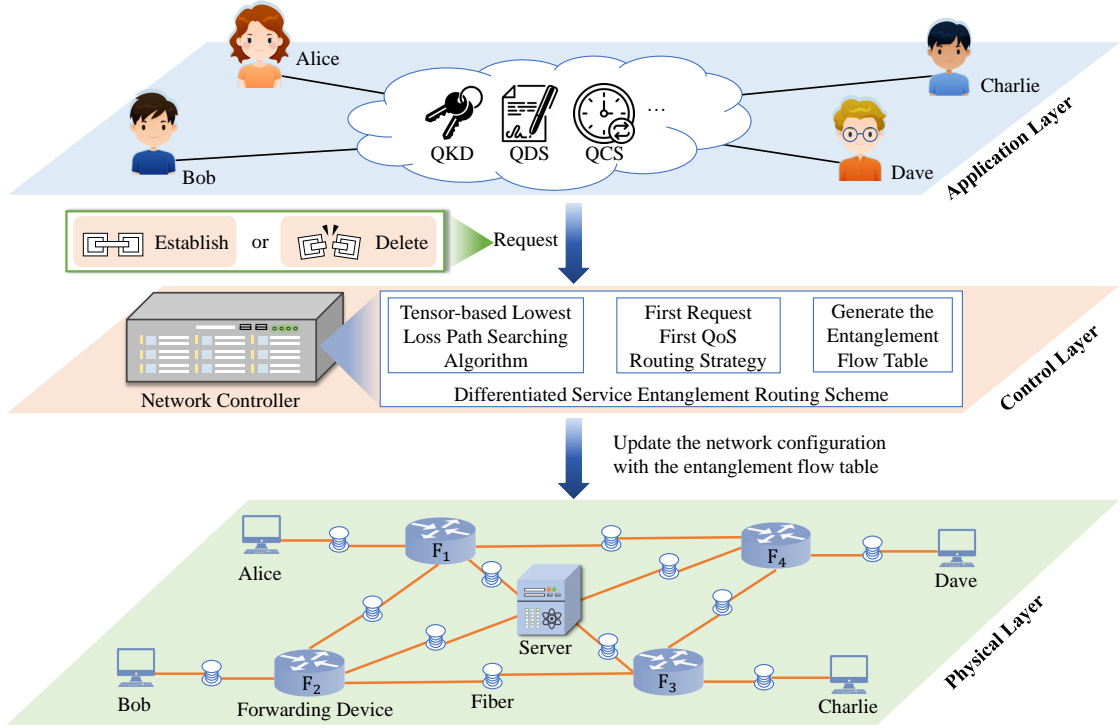 Alice
Charlie
QKD
QDS
QCS
...
Bob
Dave
Application Layer
Establish
or
Delete
Request
Tensor-based Lowest
Loss Path Searching
Algorithm
First Request
First QoS
Routing Strategy
Generate the
Entanglement
Flow Table
Network Controller
Differentiated Service Entanglement Routing Scheme
Control Layer
Update the network configuration
with the entanglement flow table
F₁
F₄
Alice
Dave
Server
F₂
F₃
Bob
Forwarding Device
Fiber
Charlie
Physical Layer